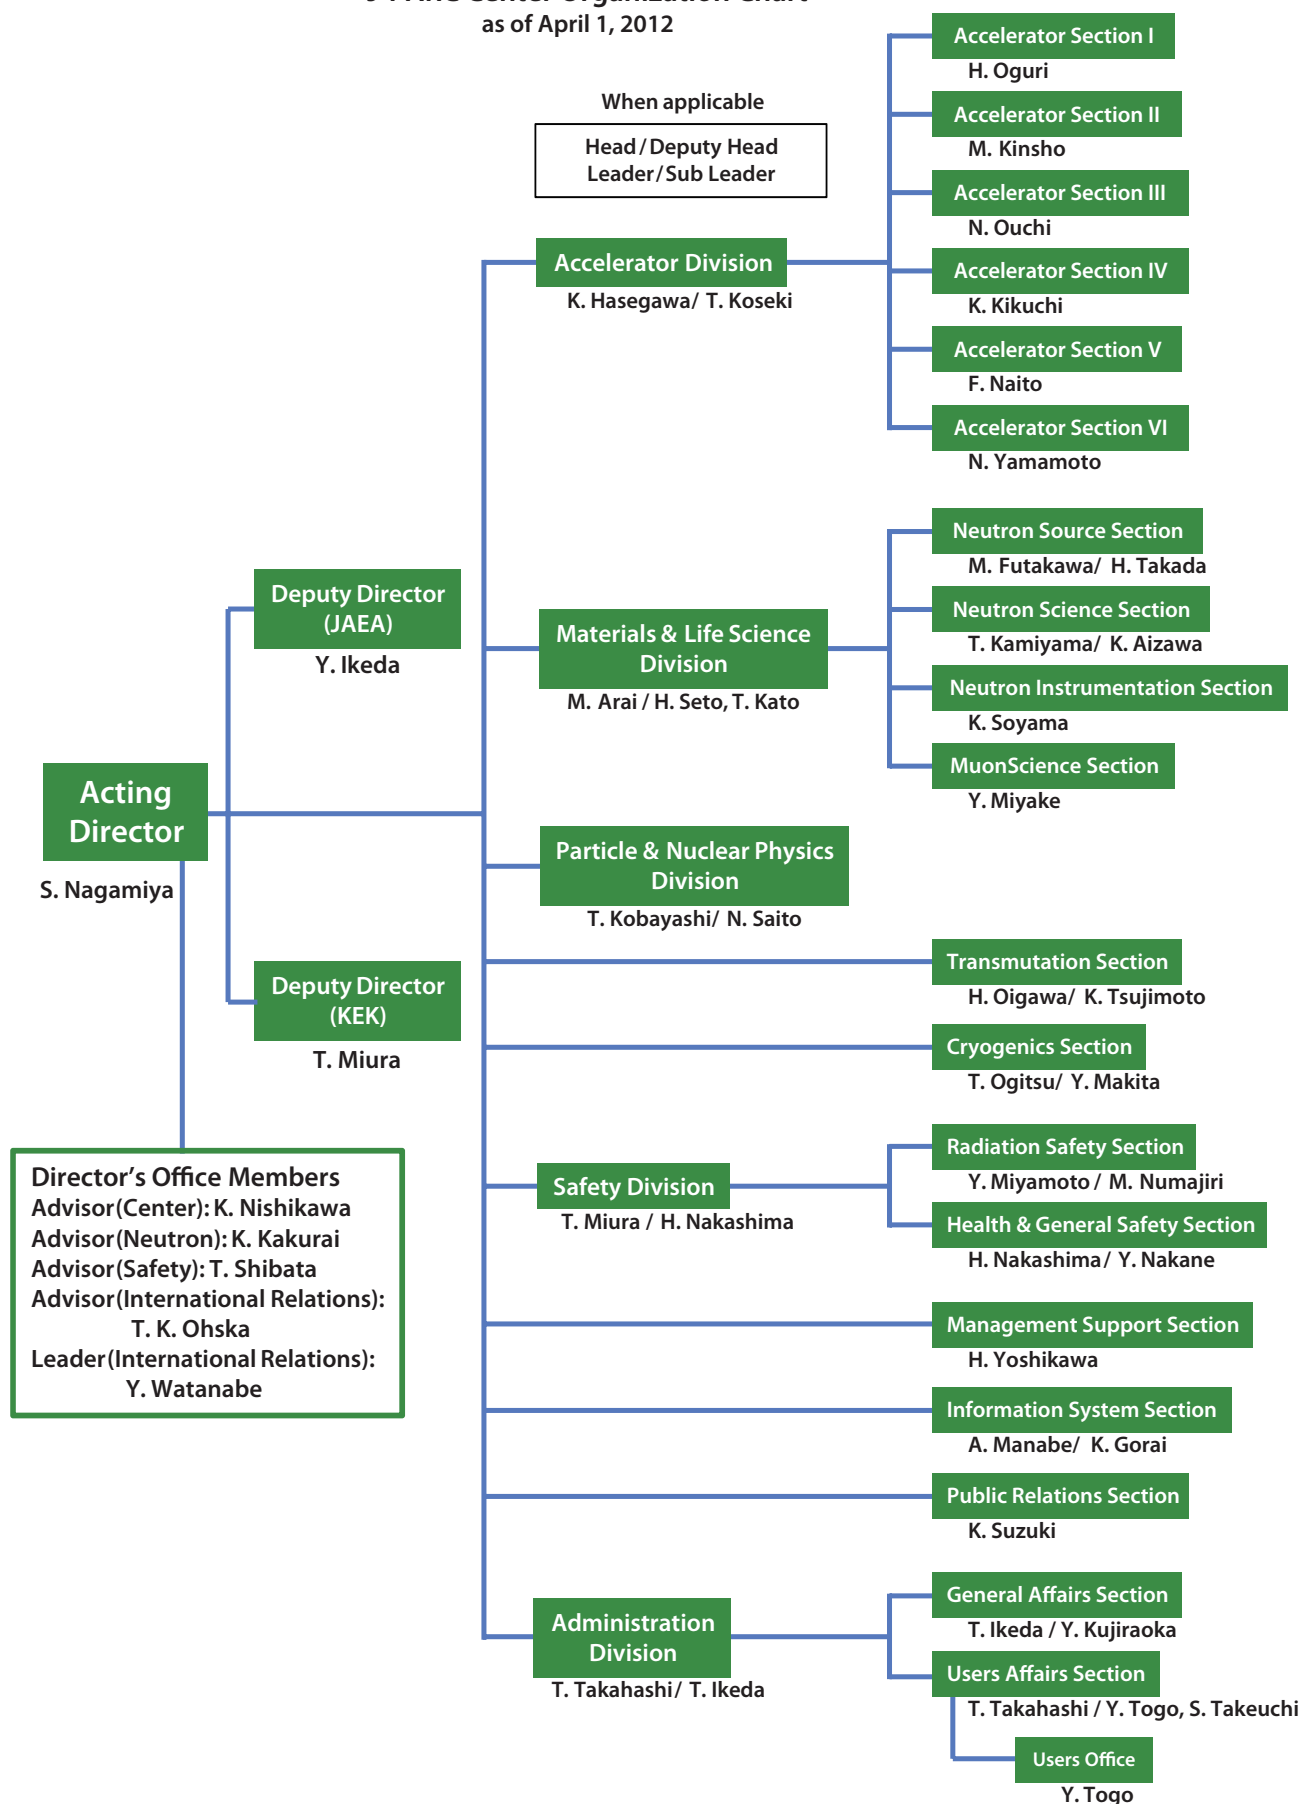 as of April 1, 2012
When applicable
Head/Deputy Head
Leader/Sub Leader
Acting
Director
S. Nagamiya
Deputy Director
(JAEA)
Y. Ikeda
Deputy Director
(KEK)
T. Miura
Director's Office Members
Advisor(Center): K. Nishikawa
Advisor(Neutron): K. Kakurai
Advisor(Safety): T. Shibata
Advisor(International Relations):
T. K. Ohska
Leader(International Relations):
Y. Watanabe
Accelerator Division
K. Hasegawa/ T. Koseki
Accelerator Section I
H. Oguri
Accelerator Section II
M. Kinsho
Accelerator Section III
N. Ouchi
Accelerator Section IV
K. Kikuchi
Accelerator Section V
F. Naito
Accelerator Section VI
N. Yamamoto
Materials & Life Science
Division
M. Arai / H. Seto, T. Kato
Neutron Source Section
M. Futakawa/ H. Takada
Neutron Science Section
T. Kamiyama/ K. Aizawa
Neutron Instrumentation Section
K. Soyama
MuonScience Section
Y. Miyake
Particle & Nuclear Physics
Division
T. Kobayashi/ N. Saito
Transmutation Section
H. Oigawa/ K. Tsujimoto
Cryogenics Section
T. Ogitsu/ Y. Makita
Safety Division
T. Miura / H. Nakashima
Radiation Safety Section
Y. Miyamoto / M. Numajiri
Health & General Safety Section
H. Nakashima/ Y. Nakane
Management Support Section
H. Yoshikawa
Information System Section
A. Manabe/ K. Gorai
Public Relations Section
K. Suzuki
Administration
Division
T. Takahashi/ T. Ikeda
General Affairs Section
T. Ikeda / Y. Kujiraoka
Users Affairs Section
T. Takahashi / Y. Togo, S. Takeuchi
Users Office
Y. Togo